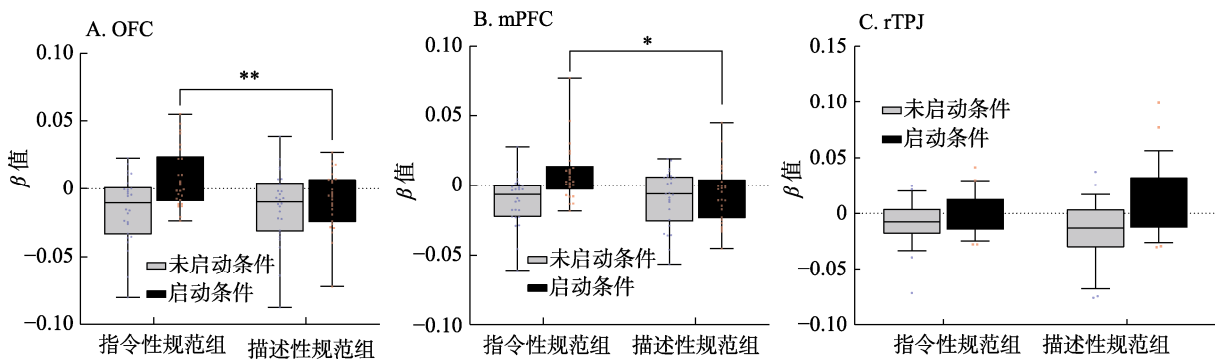 A. OFC
0.10
0.05
0
−0.05
−0.10
β 值
**
未启动条件
启动条件
指令性规范组 描述性规范组
B. mPFC
0.10
0.05
0
−0.05
−0.10
β 值
*
未启动条件
启动条件
指令性规范组 描述性规范组
C. rTPJ
0.15
0.10
0.05
0
−0.05
−0.10
β 值
未启动条件
启动条件
指令性规范组 描述性规范组